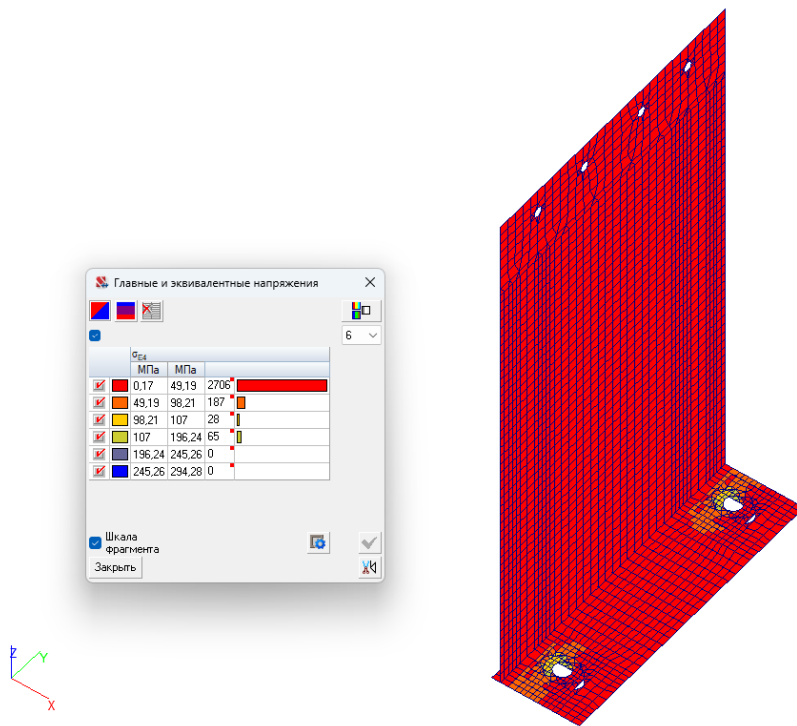 Главные и эквивалентные напряжения
6
σE4
МПа МПа
0,17 49,19 2706
49,19 98,21 187
98,21 107 28
107 196,24 65
196,24 245,26 0
245,26 294,28 0
Шкала
фрагмента
Закрыть
Z
Y
X